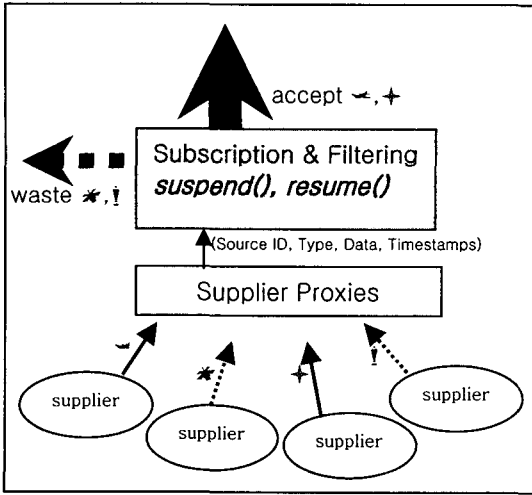 accept ,
Subscription & Filtering
suspend(), resume()
waste , !
(Source ID, Type, Data, Timestamps)
Supplier Proxies
!
supplier
supplier
supplier
supplier